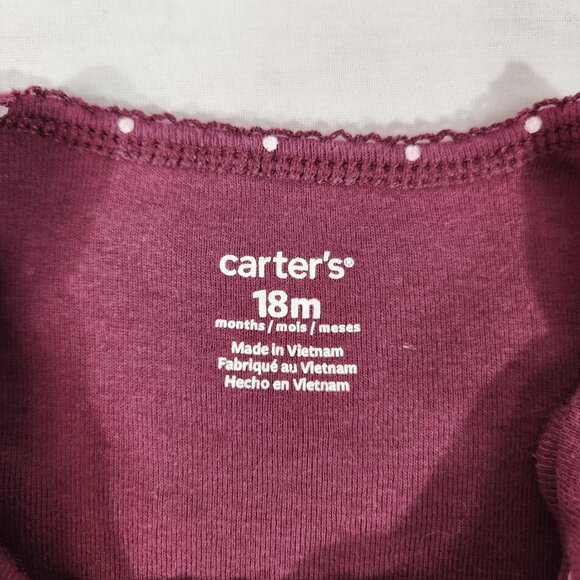 carter's®
18m
months / mois / meses
Made in Vietnam
Fabriqué au Vietnam
Hecho en Vietnam